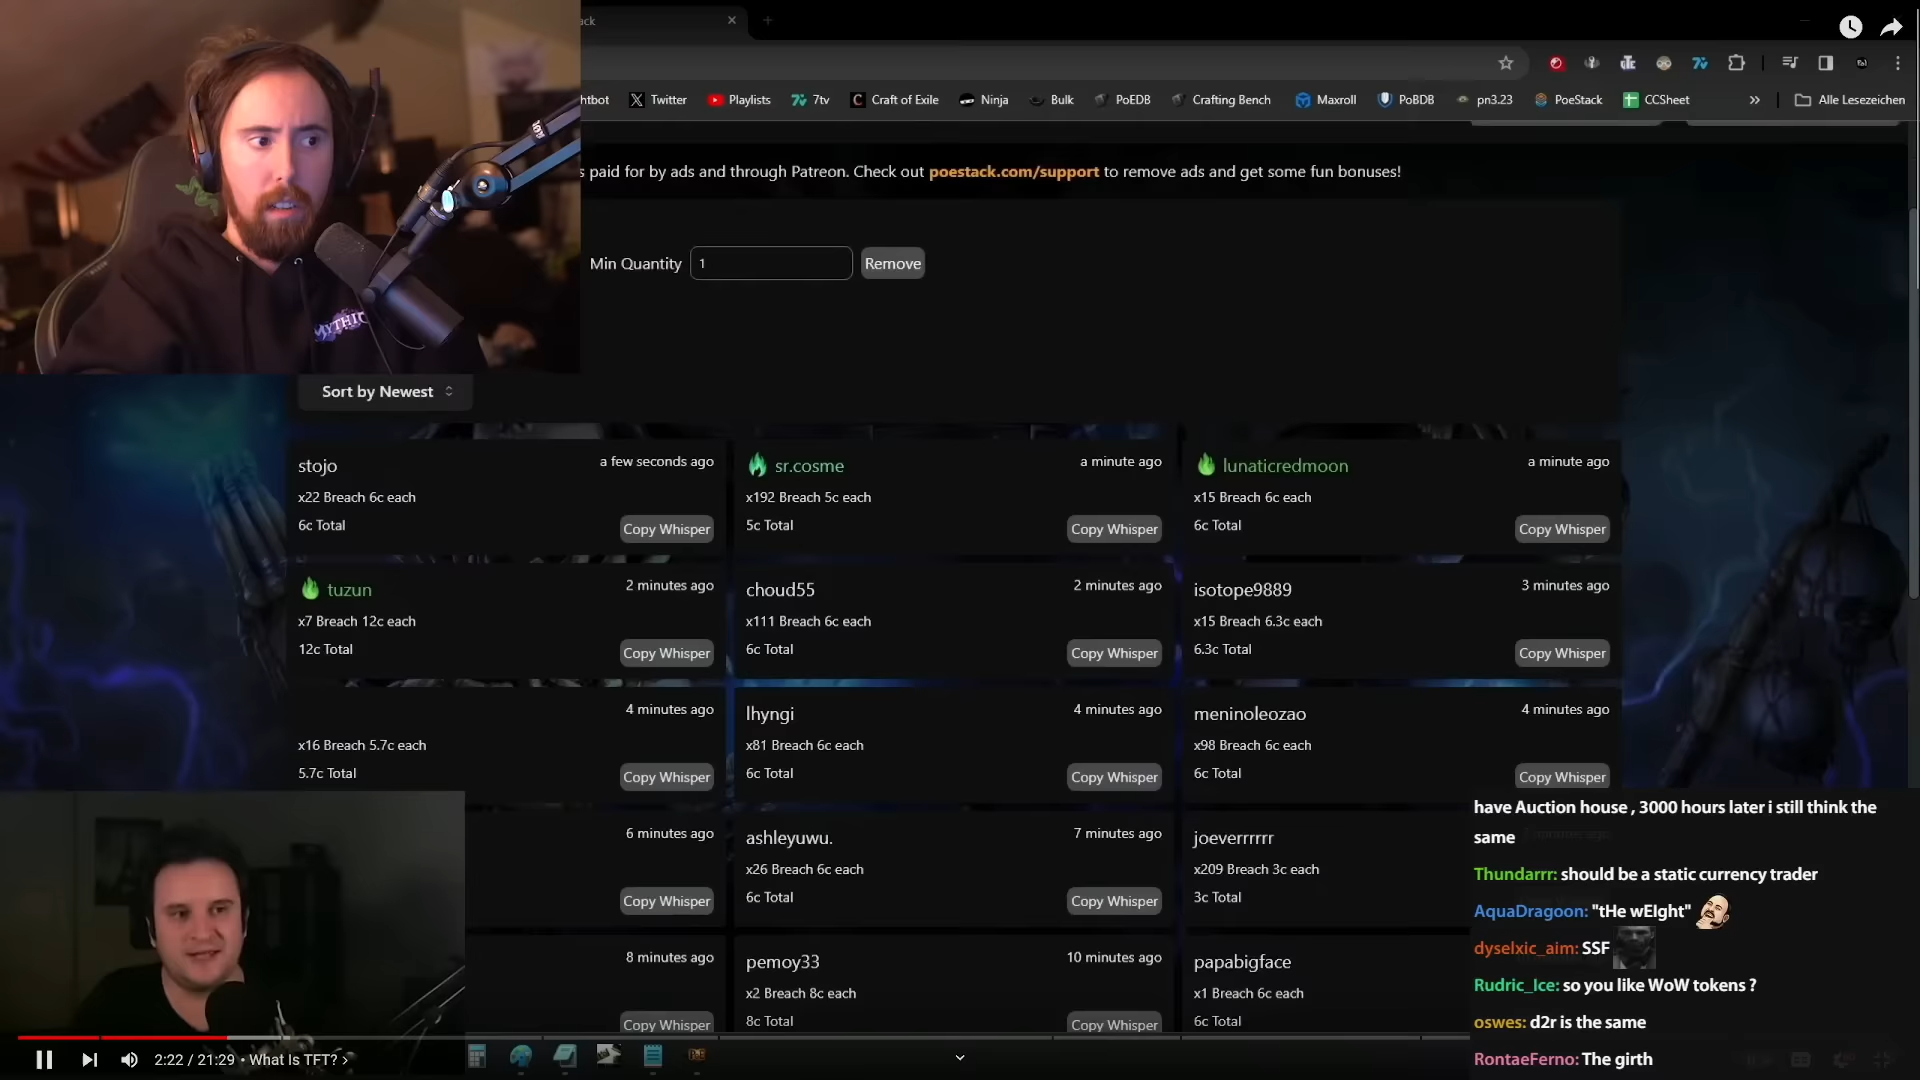 ack
htbot Twitter Playlists 7tv Craft of Exile Ninja Bulk PoEDB Crafting Bench Maxroll PoBDB pn3.23 PoeStack CCSheet » Alle Lesezeichen
s paid for by ads and through Patreon. Check out poestack.com/support to remove ads and get some fun bonuses!
Min Quantity 1 Remove
MYTHIC
Sort by Newest
stojo a few seconds ago
x22 Breach 6c each
6c Total Copy Whisper
sr.cosme a minute ago
x192 Breach 5c each
5c Total Copy Whisper
lunaticredmoon a minute ago
x15 Breach 6c each
6c Total Copy Whisper
tuzun 2 minutes ago
x7 Breach 12c each
12c Total Copy Whisper
choud55 2 minutes ago
x111 Breach 6c each
6c Total Copy Whisper
isotope9889 3 minutes ago
x15 Breach 6.3c each
6.3c Total Copy Whisper
4 minutes ago
x16 Breach 5.7c each
5.7c Total Copy Whisper
lhyngi 4 minutes ago
x81 Breach 6c each
6c Total Copy Whisper
meninoleozao 4 minutes ago
x98 Breach 6c each
6c Total Copy Whisper
6 minutes ago
Copy Whisper
ashleyuwu. 7 minutes ago
x26 Breach 6c each
6c Total Copy Whisper
joeverrrrrr
x209 Breach 3c each
3c Total
8 minutes ago
Copy Whisper
pemoy33 10 minutes ago
x2 Breach 8c each
8c Total Copy Whisper
papabigface
x1 Breach 6c each
6c Total
have Auction house , 3000 hours later i still think the
same
Thundarrr: should be a static currency trader
AquaDragoon: "tHe wEIght"
dyselxic_aim: SSF
Rudric_Ice: so you like WoW tokens ?
oswes: d2r is the same
RontaeFerno: The girth
2:22 / 21:29 • What Is TFT? >